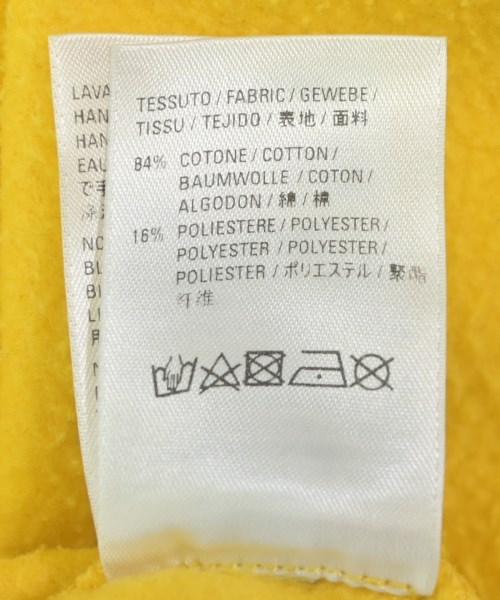 TESSUTO / FABRIC / GEWEBE /
TISSU / TEJIDO / 表地 / 面料
84% COTONE / COTTON /
BAUMWOLLE / COTON /
ALGODON / 綿 / 棉
16% POLIESTERE / POLYESTER /
POLYESTER / POLYESTER /
POLIESTER / ポリエステル / 聚酯
纤维
LAVA
HAN
HAN
EAU
で手
NO
BL
BI